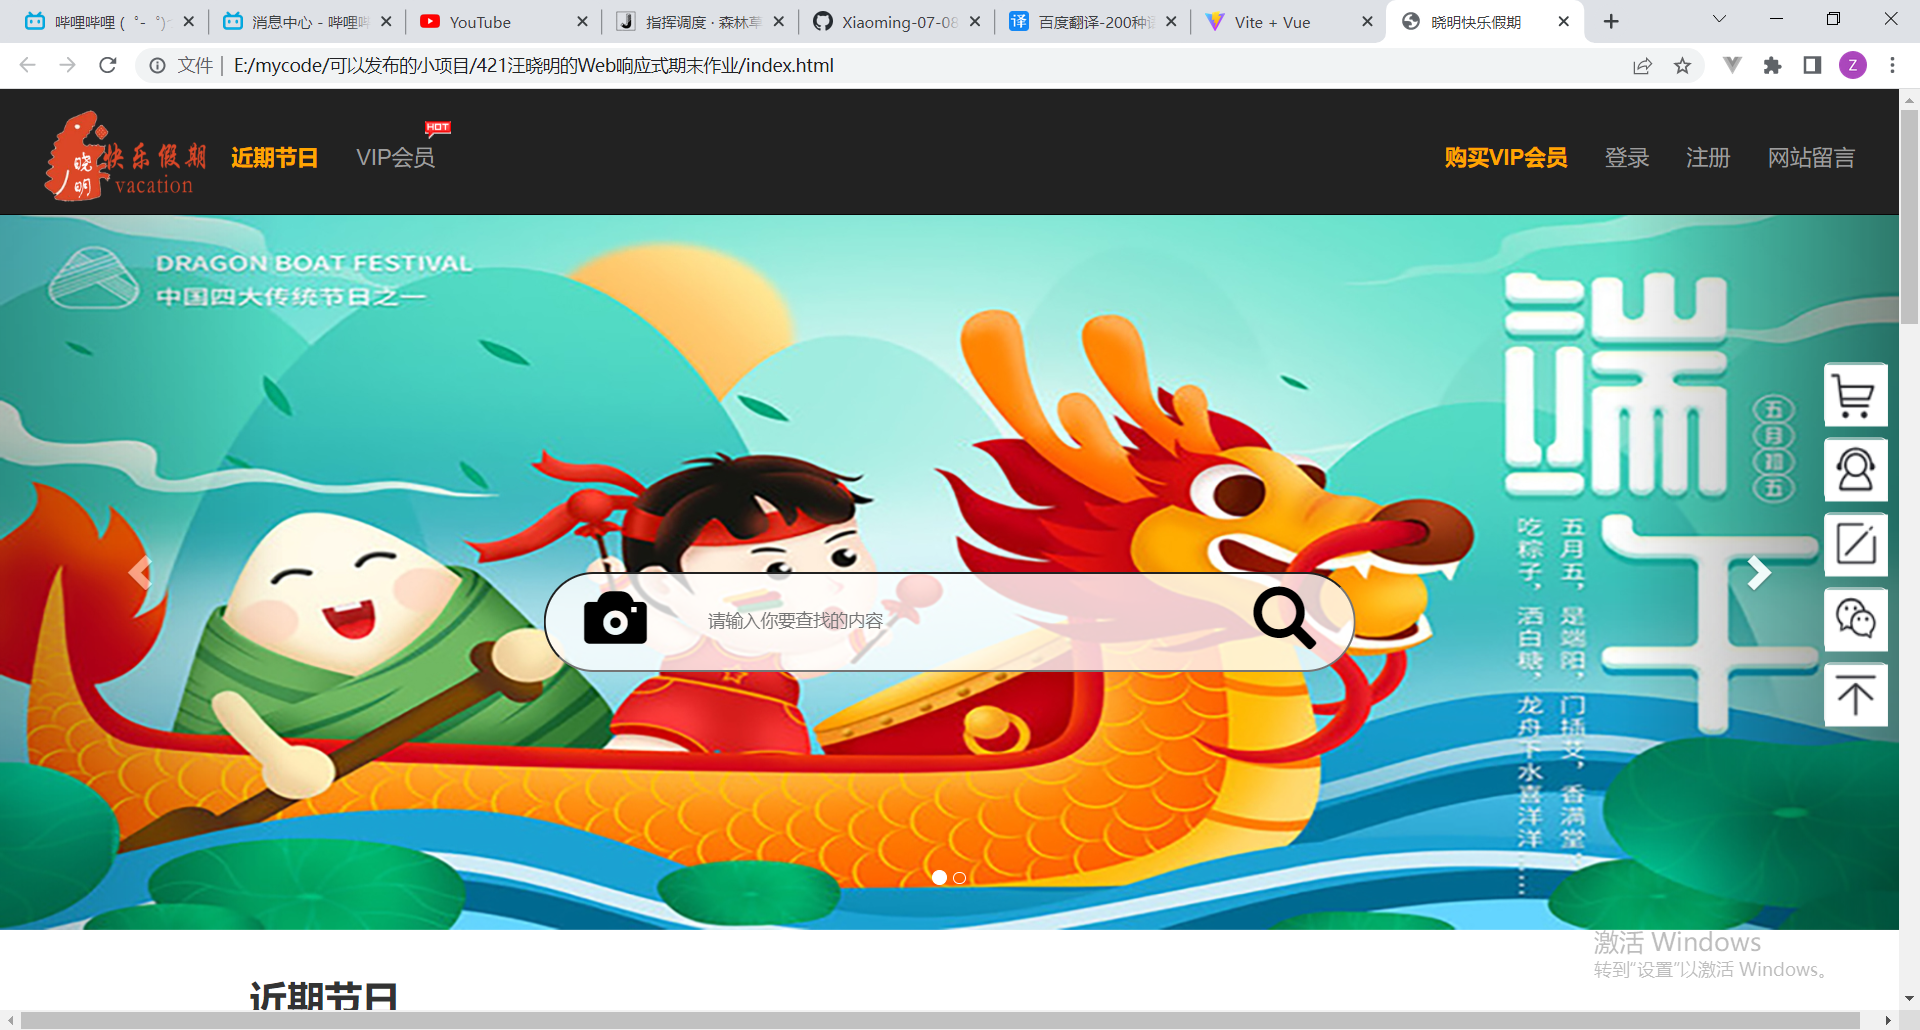 哔哩哔哩 (゜-゜)つ
消息中心 - 哔哩哔
YouTube
指挥调度 · 森林草
Xiaoming-07-08
百度翻译-200种语
Vite + Vue
晓明快乐假期
文件 | E:/mycode/可以发布的小项目/421汪晓明的Web响应式期末作业/index.html
Z
晓明
快乐假期
vacation
近期节日
VIP会员
HOT
购买VIP会员
登录
注册
网站留言
DRAGON BOAT FESTIVAL
中国四大传统节日之一
端午
五月初五
五月五，是端阳，门插艾，香满堂，
吃粽子，洒白糖，龙舟下水喜洋洋……
请输入你要查找的内容
激活 Windows
转到“设置”以激活 Windows。
近期节日